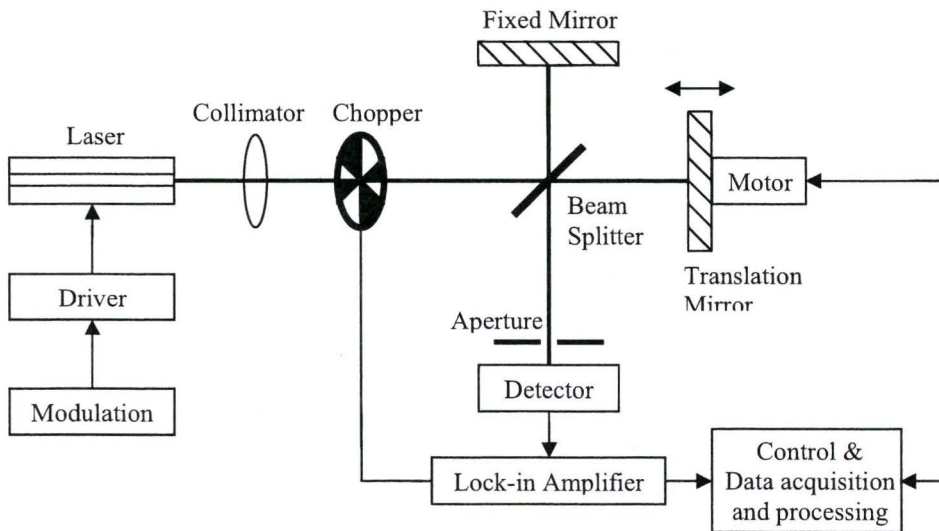 Fixed Mirror
Collimator
Chopper
Laser
Motor
Beam
Splitter
Translation
Mirror
Driver
Aperture
Detector
Modulation
Lock-in Amplifier
Control &
Data acquisition
and processing